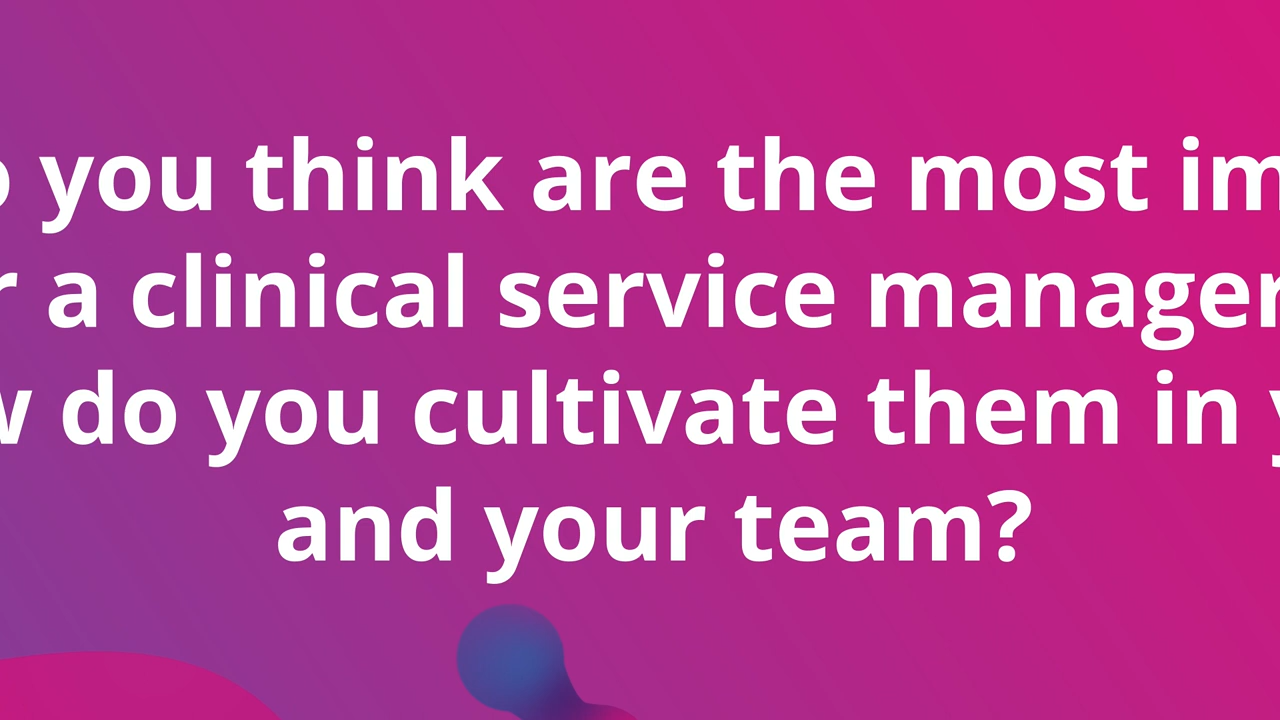 you think are the most im
a clinical service manager
do you cultivate them in
and your team?